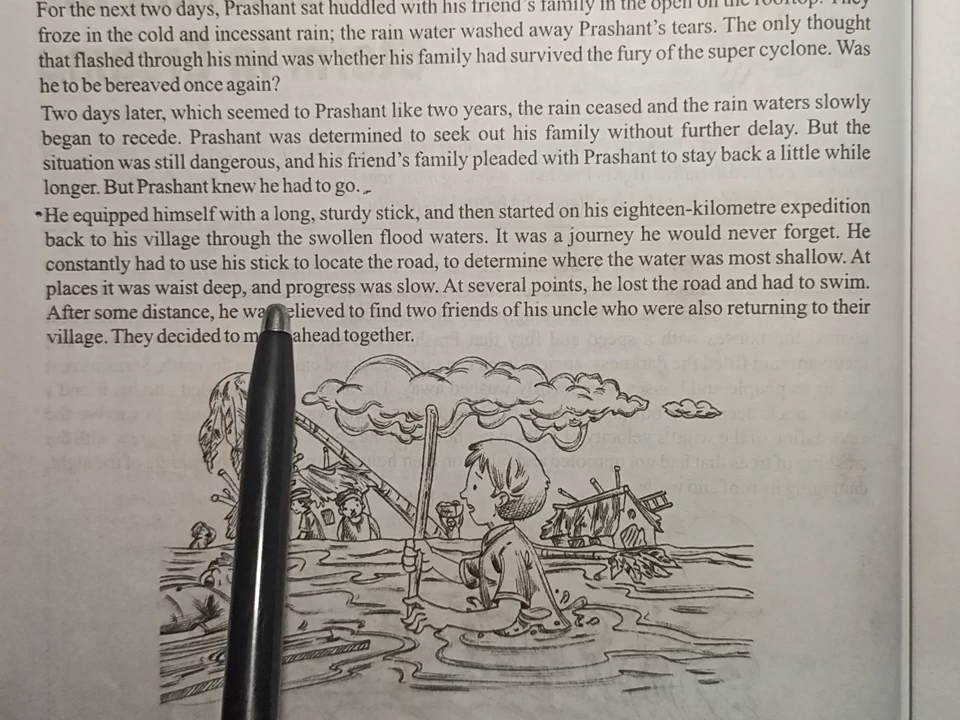 For the next two days, Prashant sat huddled with his friend's family in the open on the rooftop. They
froze in the cold and incessant rain; the rain water washed away Prashant's tears. The only thought
that flashed through his mind was whether his family had survived the fury of the super cyclone. Was
he to be bereaved once again?
Two days later, which seemed to Prashant like two years, the rain ceased and the rain waters slowly
began to recede. Prashant was determined to seek out his family without further delay. But the
situation was still dangerous, and his friend's family pleaded with Prashant to stay back a little while
longer. But Prashant knew he had to go.
He equipped himself with a long, sturdy stick, and then started on his eighteen-kilometre expedition
back to his village through the swollen flood waters. It was a journey he would never forget. He
constantly had to use his stick to locate the road, to determine where the water was most shallow. At
places it was waist deep, and progress was slow. At several points, he lost the road and had to swim.
After some distance, he to find two friends of his uncle who were also returning to their
village. They decided to ahead together.